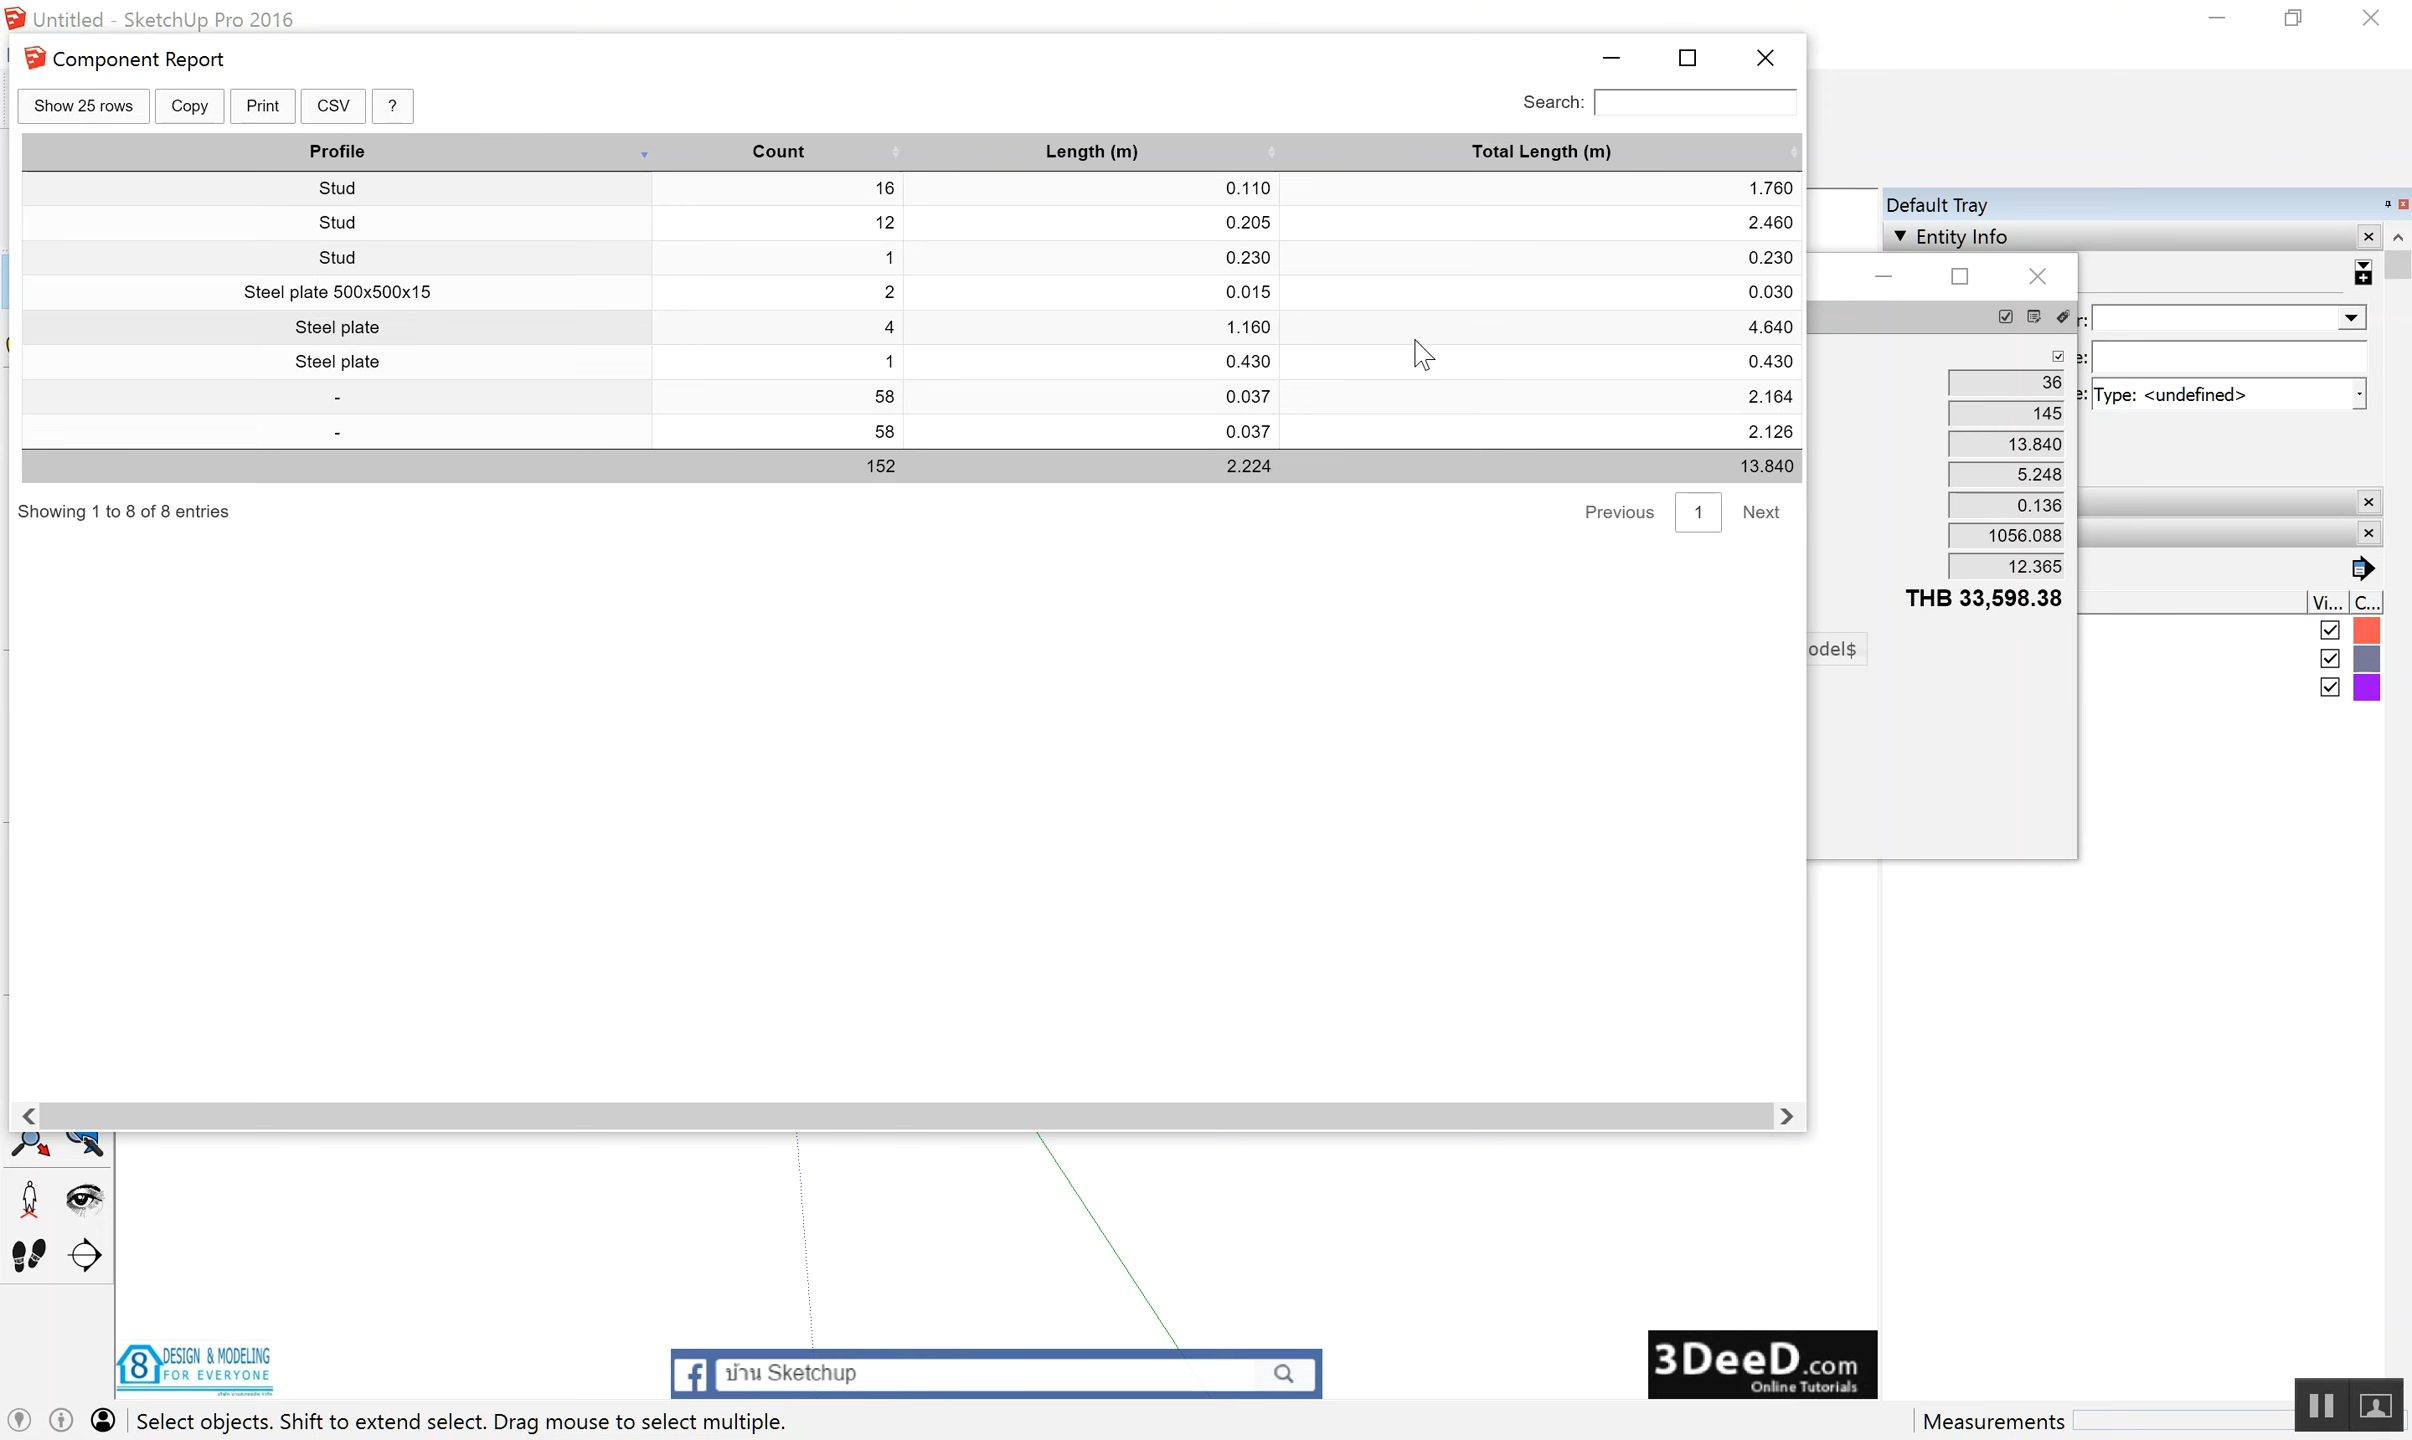 Untitled - SketchUp Pro 2016
Component Report
Show 25 rows Copy Print CSV ?
Search:
Profile Count Length (m) Total Length (m)
Stud 16 0.110 1.760
Stud 12 0.205 2.460
Stud 1 0.230 0.230
Steel plate 500x500x15 2 0.015 0.030
Steel plate 4 1.160 4.640
Steel plate 1 0.430 0.430
- 58 0.037 2.164
- 58 0.037 2.126
152 2.224 13.840
Showing 1 to 8 of 8 entries
Previous 1 Next
Default Tray
Entity Info
r:
e:
e: Type: <undefined>
36
145
13.840
5.248
0.136
1056.088
12.365
THB 33,598.38
odel$
Vi... C...
8 DESIGN & MODELING
FOR EVERYONE
f บ้าน Sketchup
3DeeD.com
Online Tutorials
Select objects. Shift to extend select. Drag mouse to select multiple.
Measurements